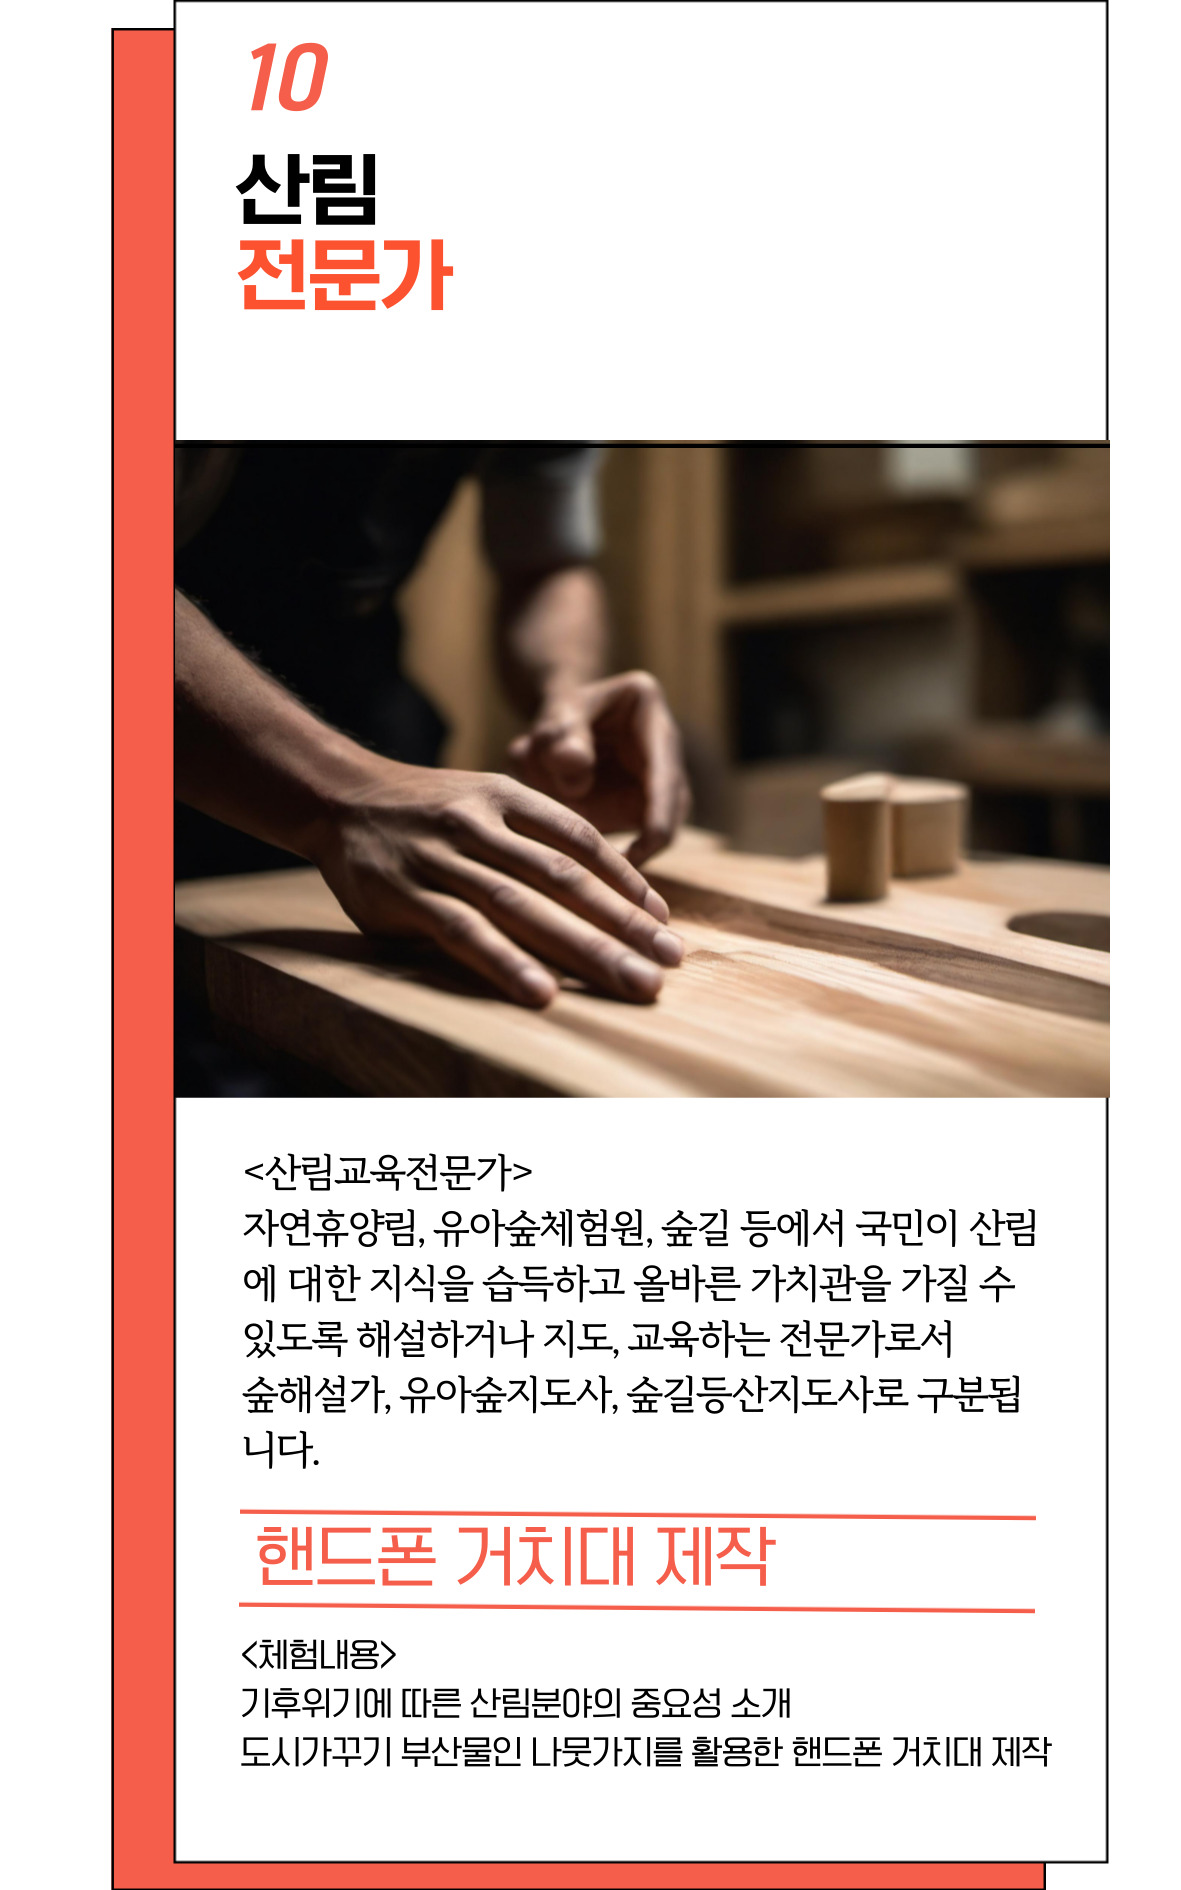 10
산림
전문가
<산림교육전문가>
자연휴양림, 유아숲체험원, 숲길 등에서 국민이 산림
에 대한 지식을 습득하고 올바른 가치관을 가질 수
있도록 해설하거나 지도, 교육하는 전문가로서
숲해설가, 유아숲지도사, 숲길등산지도사로 구분됩
니다.
핸드폰 거치대 제작
<체험내용>
기후위기에 따른 산림분야의 중요성 소개
도시가꾸기 부산물인 나뭇가지를 활용한 핸드폰 거치대 제작